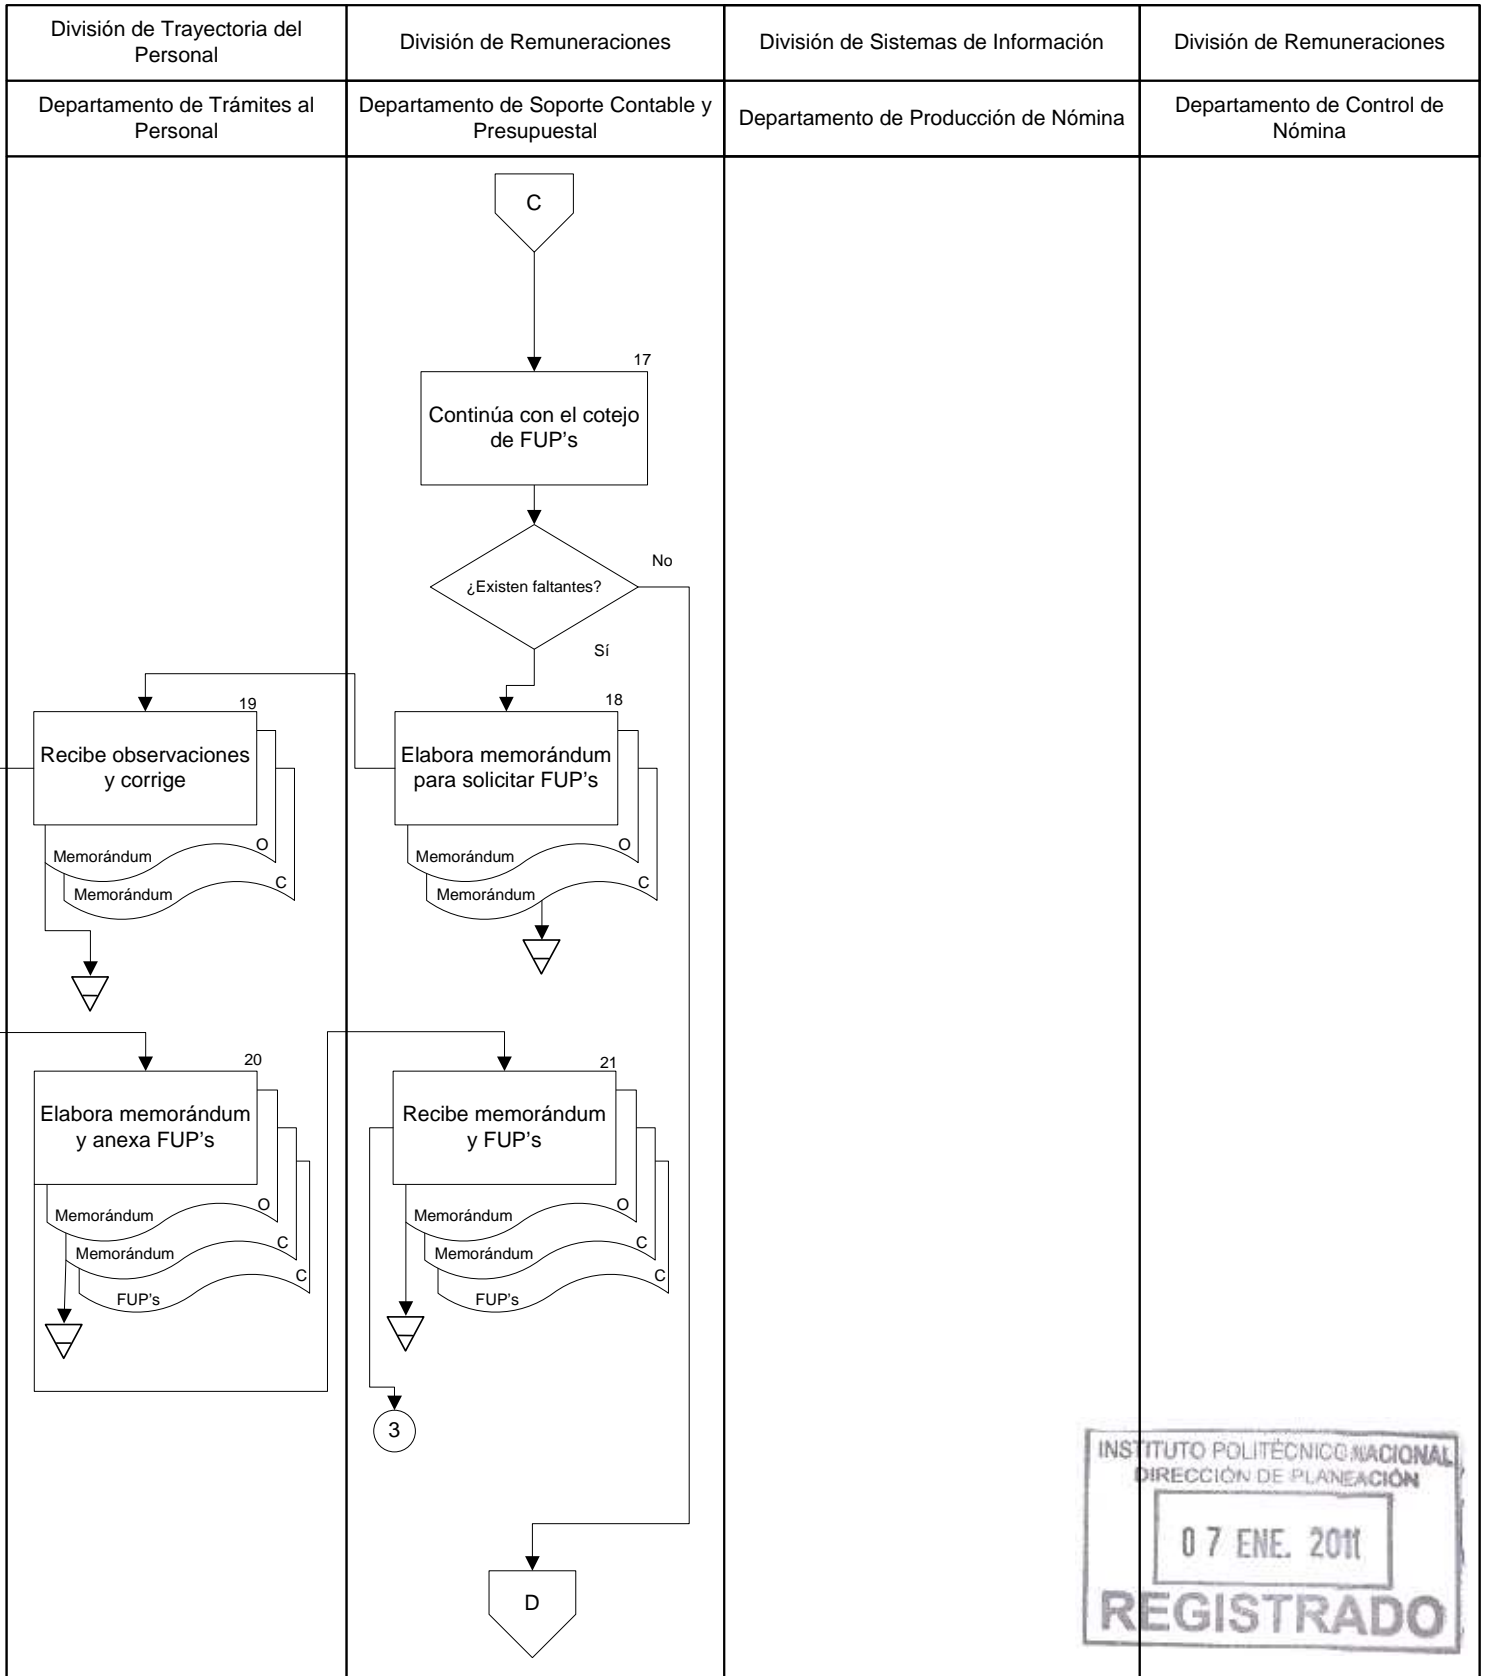 División de Trayectoria del
Personal
División de Remuneraciones
División de Sistemas de Información
División de Remuneraciones
Departamento de Trámites al
Personal
Departamento de Soporte Contable y
Presupuestal
Departamento de Producción de Nómina
Departamento de Control de
Nómina
C
17
Continúa con el cotejo
de FUP's
¿Existen faltantes?
No
Sí
19
Recibe observaciones
y corrige
Memorándum
O
Memorándum
C
18
Elabora memorándum
para solicitar FUP's
Memorándum
O
Memorándum
C
20
Elabora memorándum
y anexa FUP's
Memorándum
O
Memorándum
C
FUP's
C
21
Recibe memorándum
y FUP's
Memorándum
O
Memorándum
C
FUP's
C
3
D
INSTITUTO POLITÉCNICO NACIONAL
DIRECCIÓN DE PLANEACIÓN
07 ENE. 2011
REGISTRADO